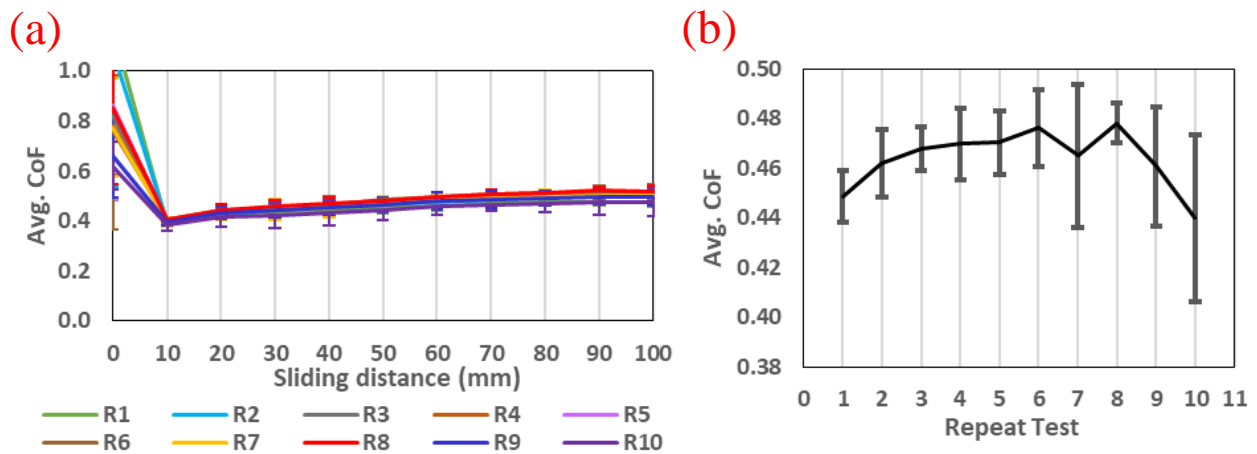 (a)
Avg. CoF
1.0
0.8
0.6
0.4
0.2
0.0
0 10 20 30 40 50 60 70 80 90 100
Sliding distance (mm)
R1 R2 R3 R4 R5
R6 R7 R8 R9 R10
(b)
Avg. CoF
0.50
0.48
0.46
0.44
0.42
0.40
0.38
0 1 2 3 4 5 6 7 8 9 10 11
Repeat Test